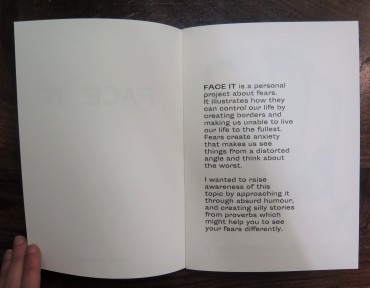 FACE IT is a personal
project about fears.
It illustrates how they
can control our life by
creating borders and
making us unable to live
our life to the fullest.
Fears create anxiety
that makes us see
things from a distorted
angle and think about
the worst.
I wanted to raise
awareness of this
topic by approaching it
through absurd humour,
and creating silly stories
from proverbs which
might help you to see
your fears differently.